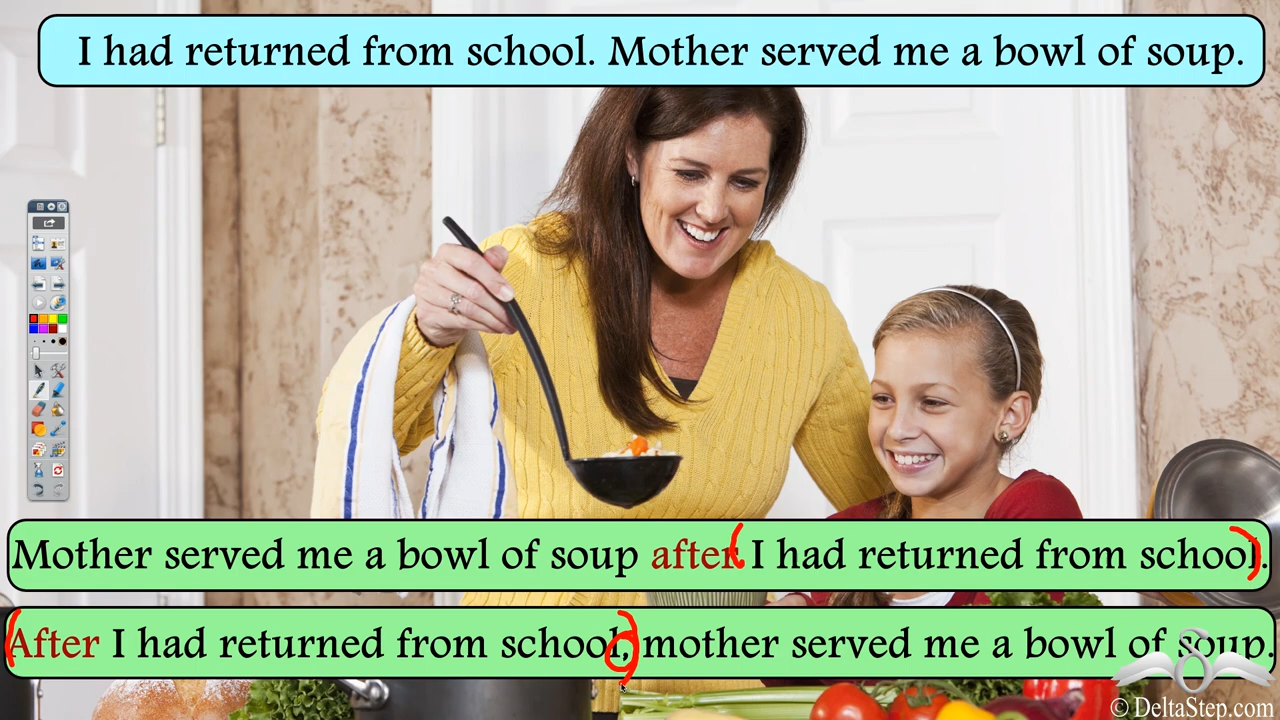 I had returned from school. Mother served me a bowl of soup.
Mother served me a bowl of soup after I had returned from school.
After I had returned from school, mother served me a bowl of soup.
© DeltaStep.com